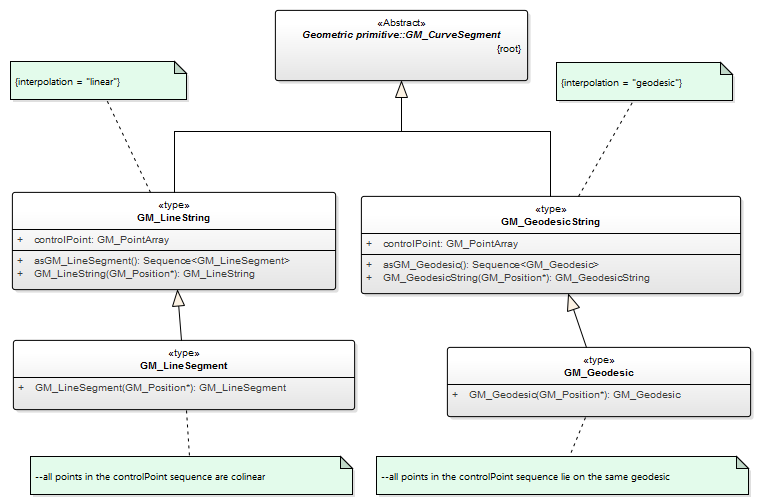 «Abstract»
Geometric primitive::GM_CurveSegment
{root}
{interpolation = "linear"}
{interpolation = "geodesic"}
«type»
GM_LineString
+ controlPoint: GM_PointArray
+ asGM_LineSegment(): Sequence<GM_LineSegment>
+ GM_LineString(GM_Position*): GM_LineString
«type»
GM_GeodesicString
+ controlPoint: GM_PointArray
+ asGM_Geodesic(): Sequence<GM_Geodesic>
+ GM_GeodesicString(GM_Position*): GM_GeodesicString
«type»
GM_LineSegment
+ GM_LineSegment(GM_Position*): GM_LineSegment
«type»
GM_Geodesic
+ GM_Geodesic(GM_Position*): GM_Geodesic
--all points in the controlPoint sequence are colinear
--all points in the controlPoint sequence lie on the same geodesic